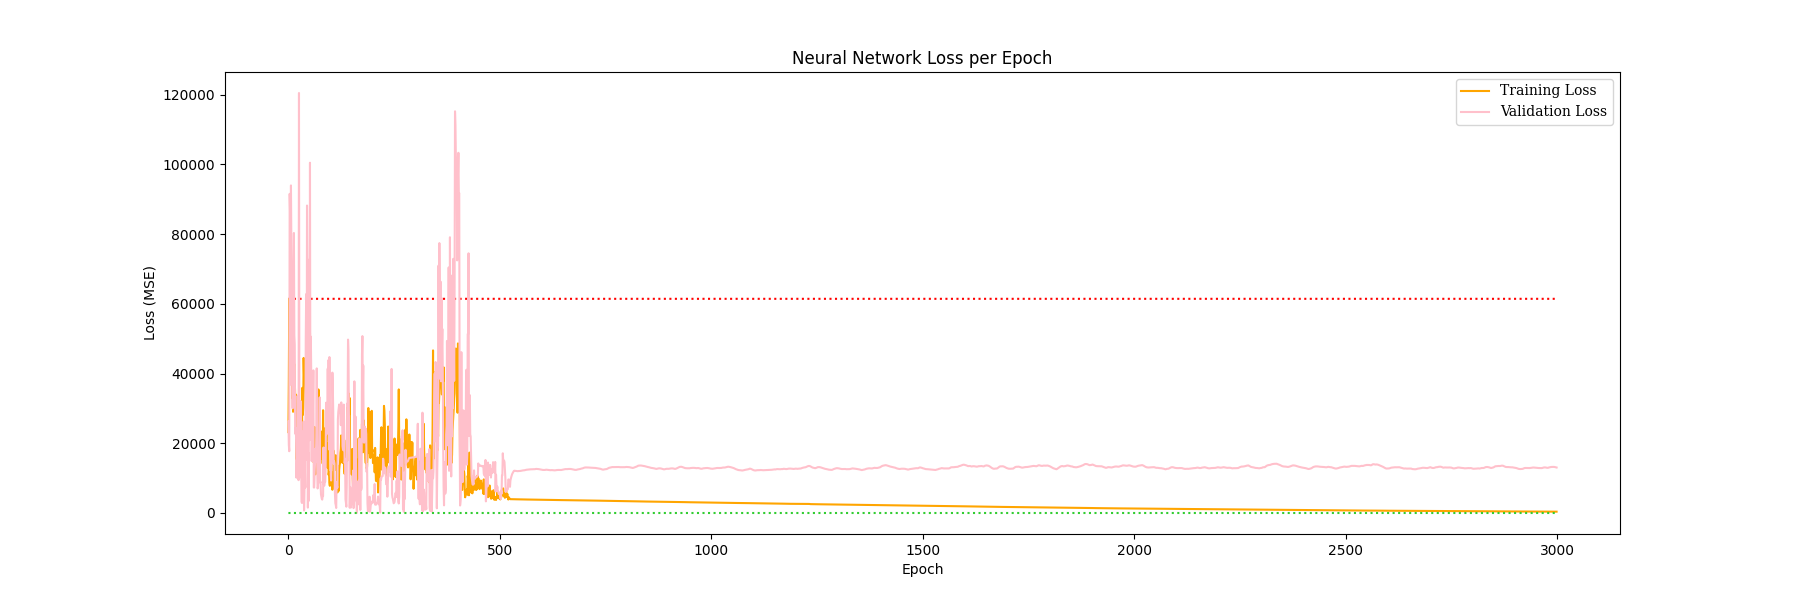 Neural Network Loss per Epoch
Training Loss
Validation Loss
120000
100000
80000
60000
40000
20000
0
Loss (MSE)
0 500 1000 1500 2000 2500 3000
Epoch